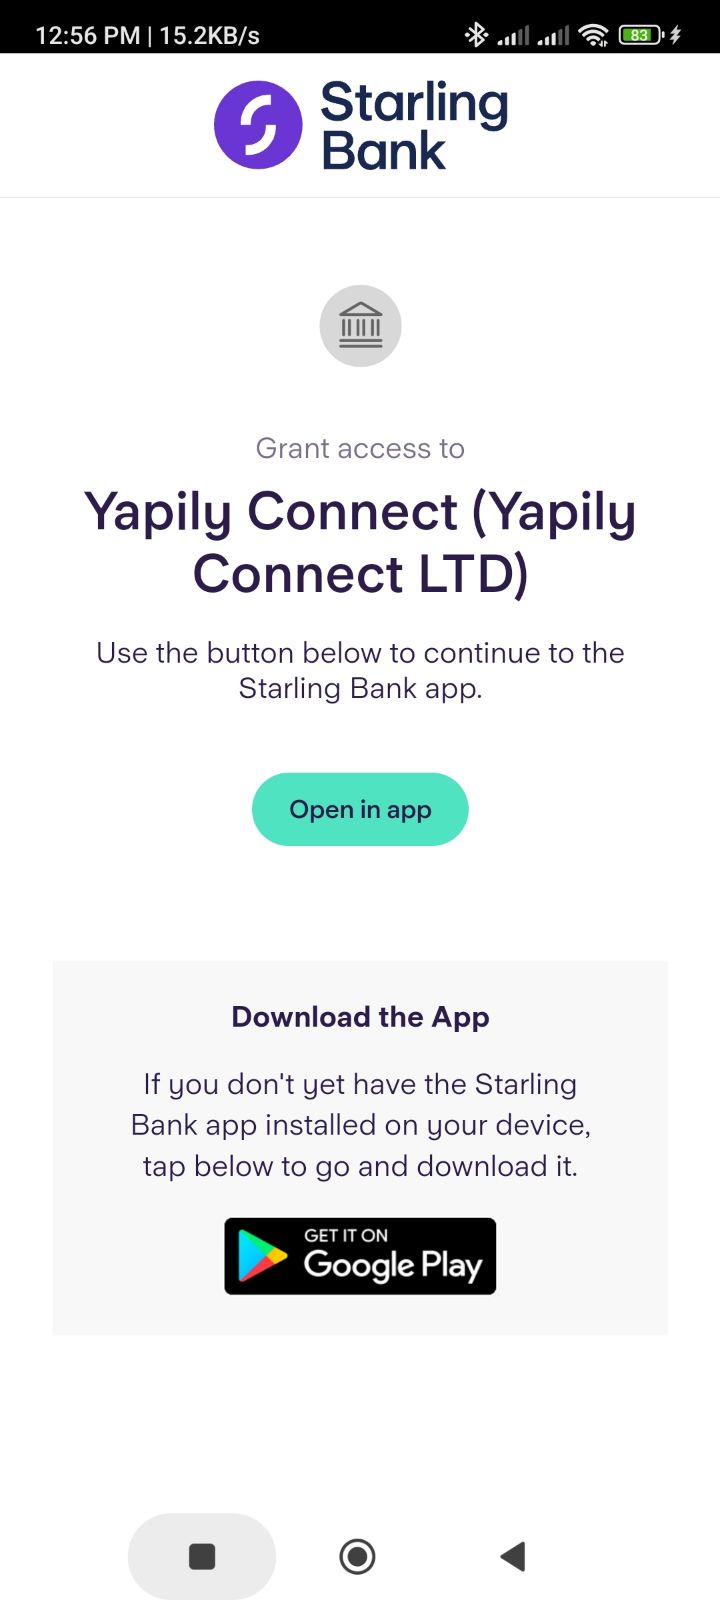 12:56 PM | 15.2KB/s
83
Starling
Bank
Grant access to
Yapily Connect (Yapily
Connect LTD)
Use the button below to continue to the
Starling Bank app.
Open in app
Download the App
If you don't yet have the Starling
Bank app installed on your device,
tap below to go and download it.
GET IT ON
Google Play